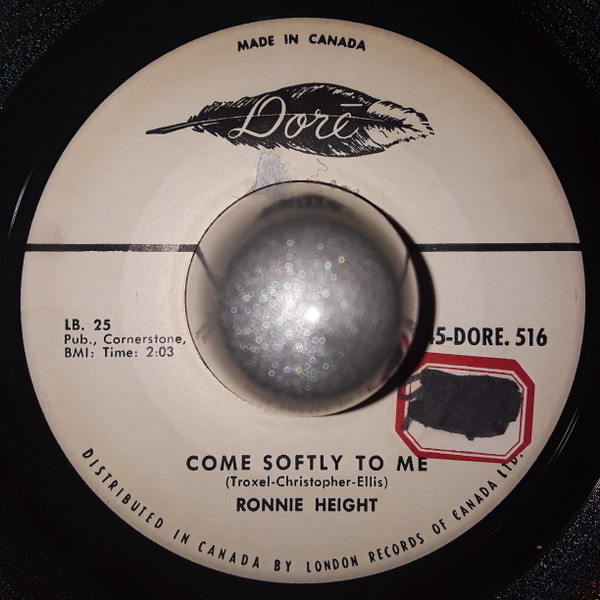 MADE IN CANADA
Doré
LB. 25
Pub., Cornerstone,
BMI: Time: 2:03
45-DORE. 516
COME SOFTLY TO ME
(Troxel-Christopher-Ellis)
RONNIE HEIGHT
DISTRIBUTED IN CANADA BY LONDON RECORDS OF CANADA LTD.